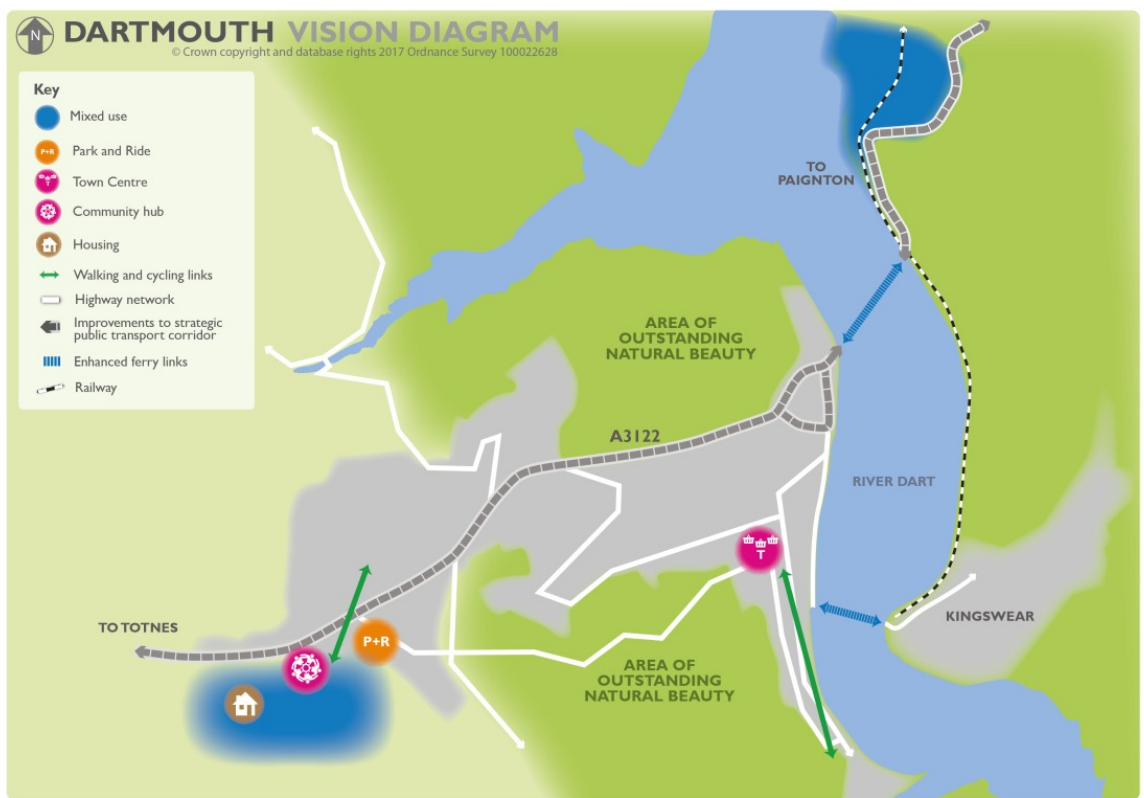 N
DARTMOUTH VISION DIAGRAM
© Crown copyright and database rights 2017 Ordnance Survey 100022628
Key
Mixed use
P+R
Park and Ride
T
Town Centre
Community hub
Housing
Walking and cycling links
Highway network
Improvements to strategic
public transport corridor
Enhanced ferry links
Railway
TO
PAIGNTON
AREA OF
OUTSTANDING
NATURAL BEAUTY
A3122
RIVER DART
T
KINGSWEAR
TO TOTNES
P+R
AREA OF
OUTSTANDING
NATURAL BEAUTY